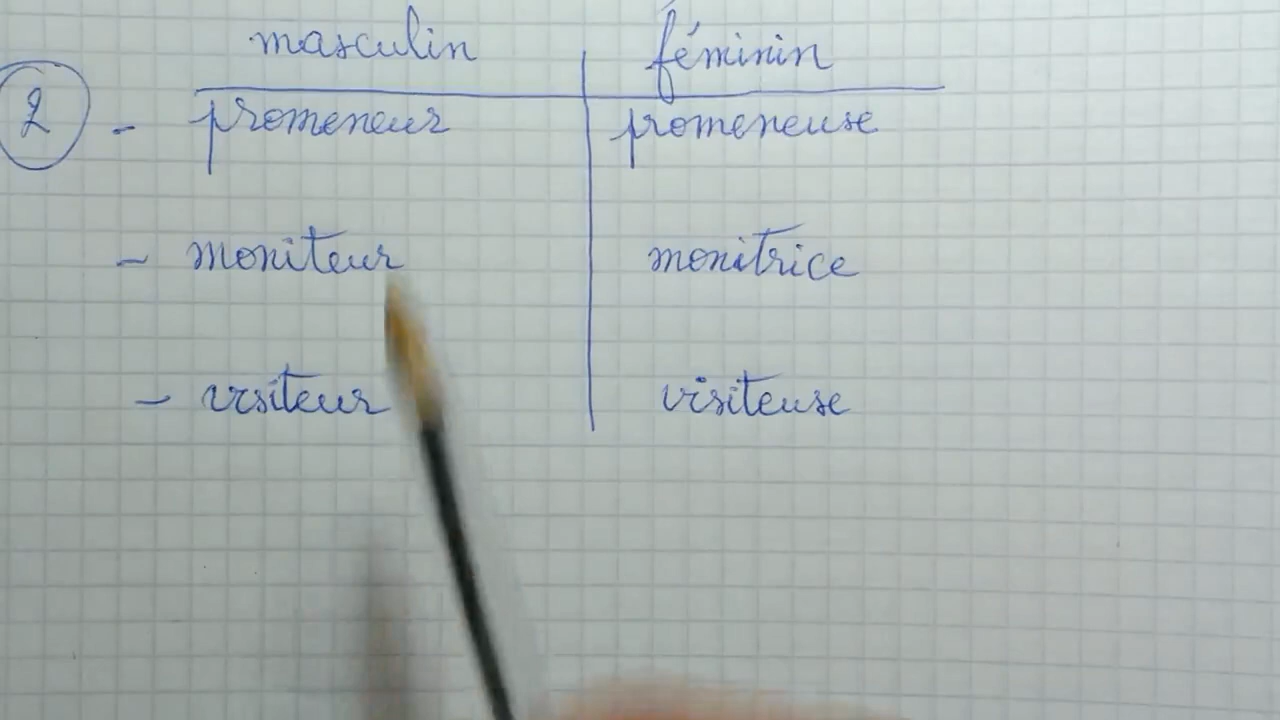 masculin féminin
2 - promeneur promeneuse
- moniteur monitrice
- visiteur visiteuse